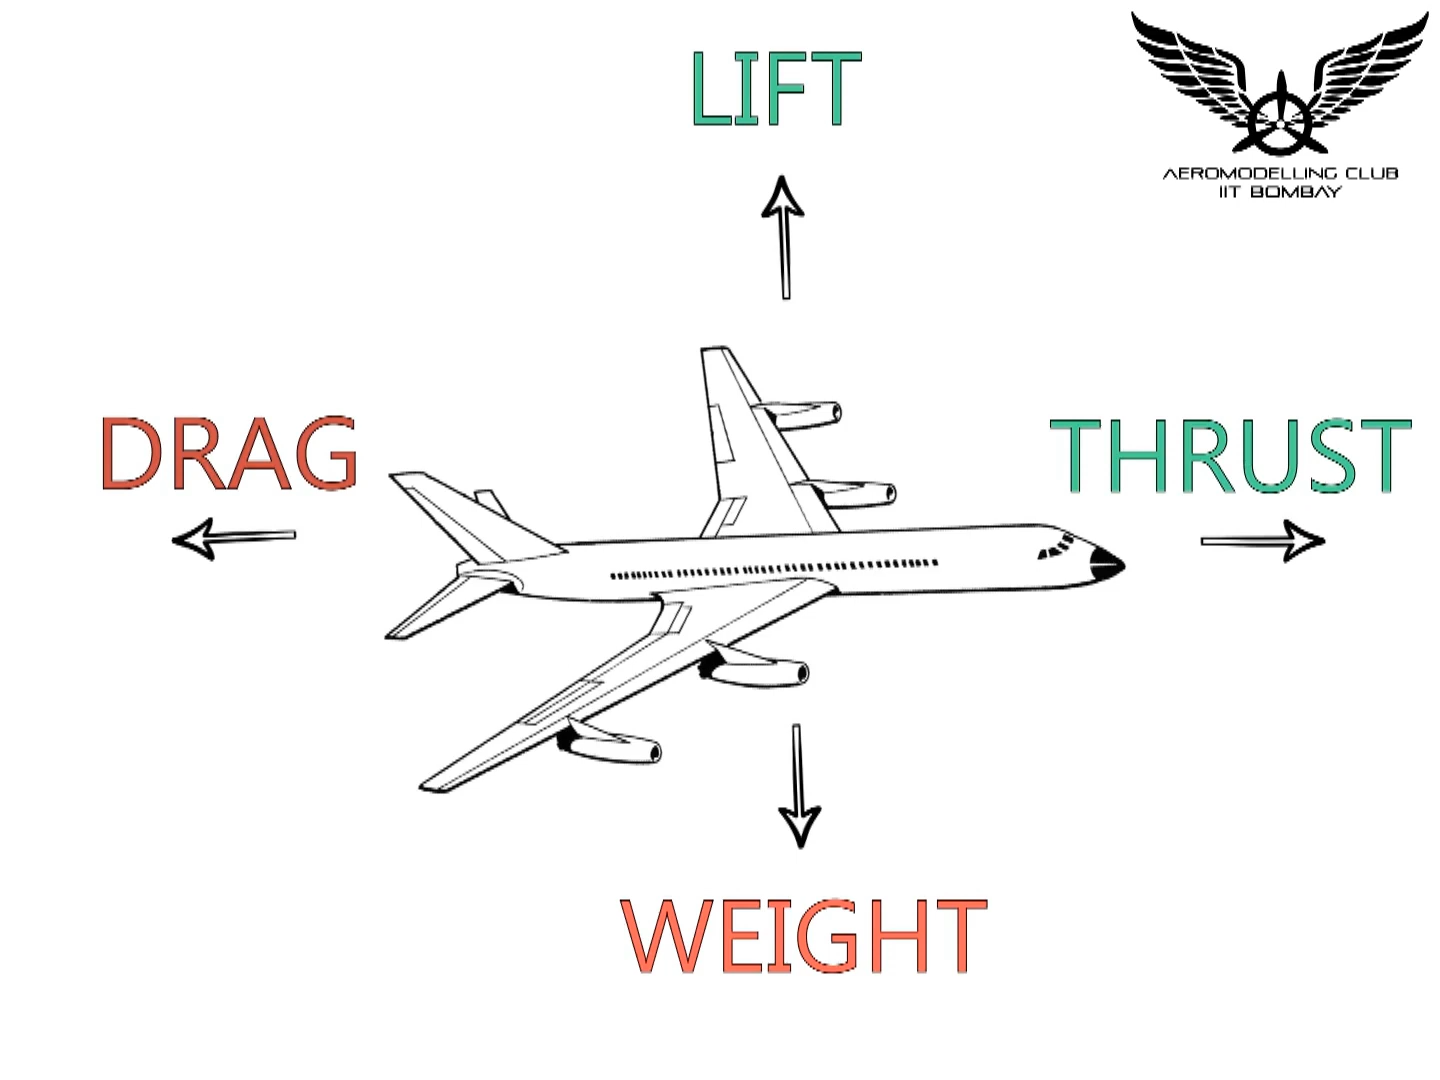 LIFT
AEROMODELLING CLUB
IIT BOMBAY
DRAG
THRUST
WEIGHT